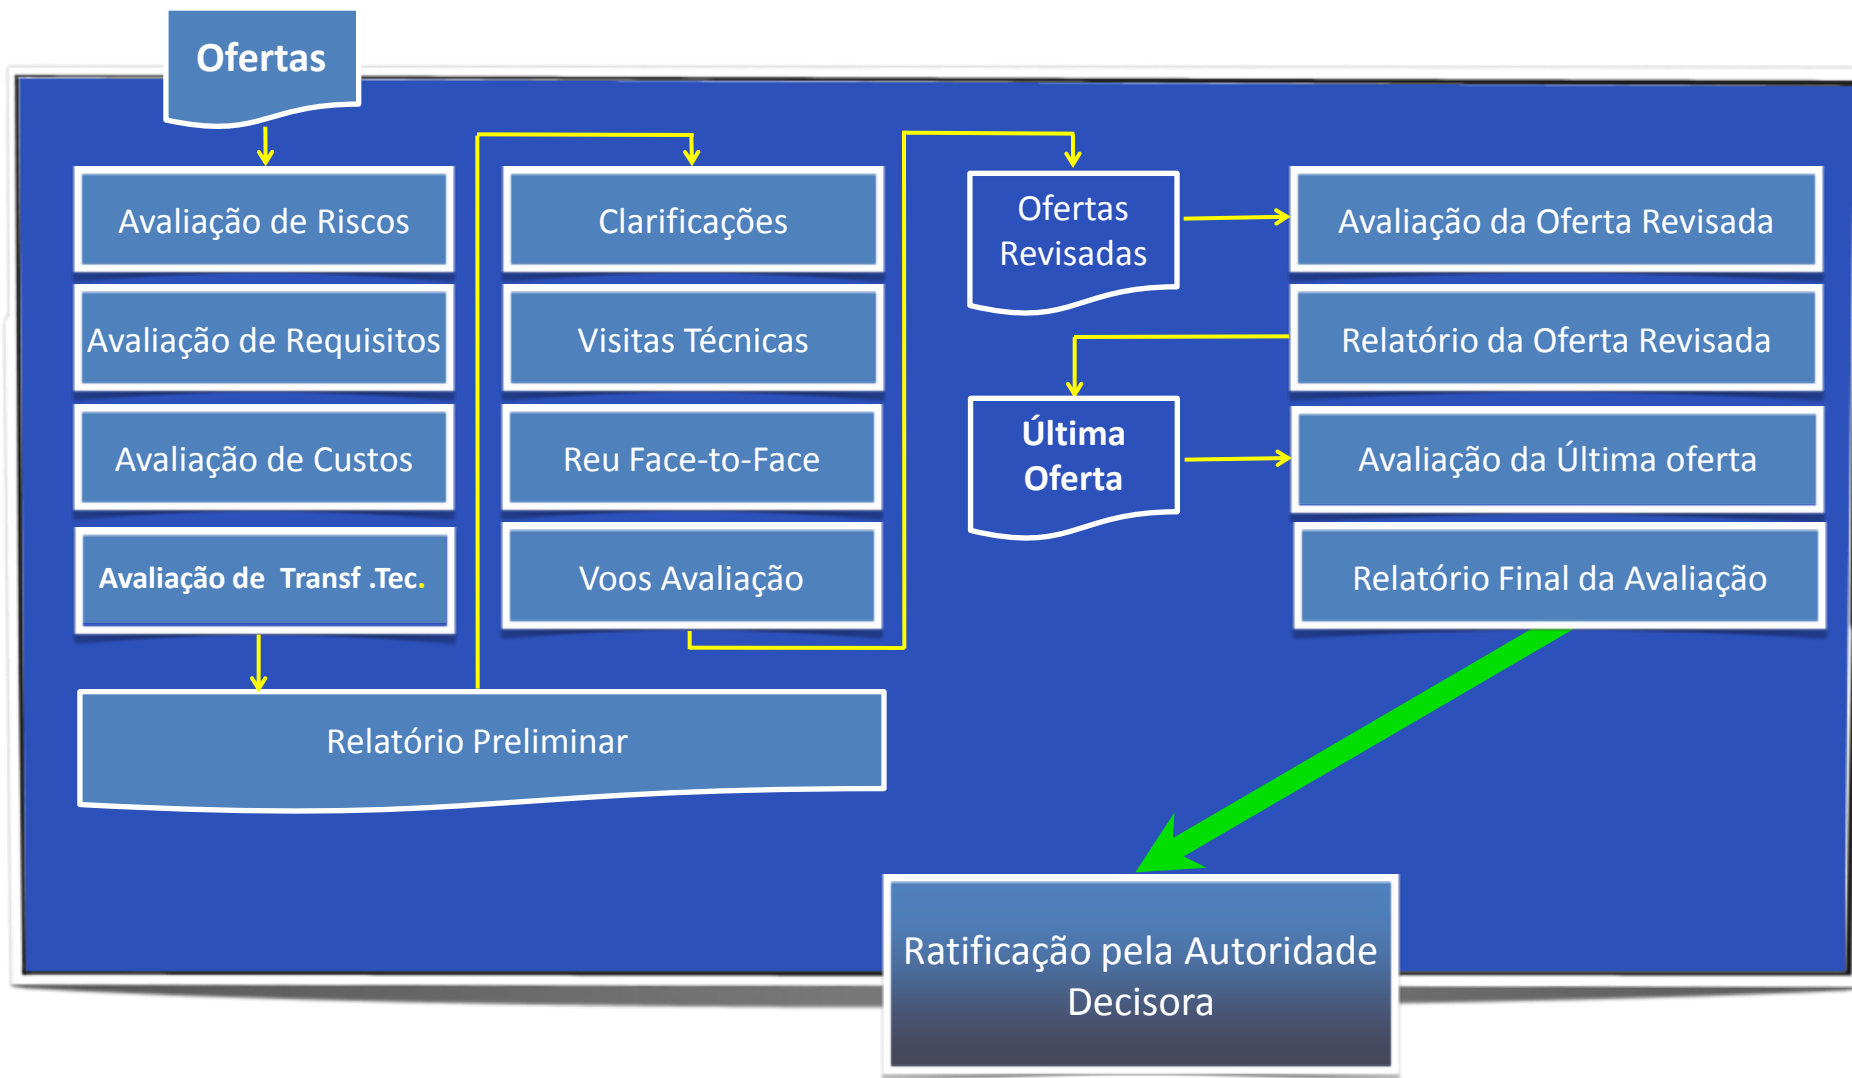 Ofertas
Avaliação de Riscos
Avaliação de Requisitos
Avaliação de Custos
Avaliação de Transf .Tec.
Relatório Preliminar
Clarificações
Visitas Técnicas
Reu Face-to-Face
Voos Avaliação
Ofertas
Revisadas
Avaliação da Oferta Revisada
Relatório da Oferta Revisada
Última
Oferta
Avaliação da Última oferta
Relatório Final da Avaliação
Ratificação pela Autoridade
Decisora